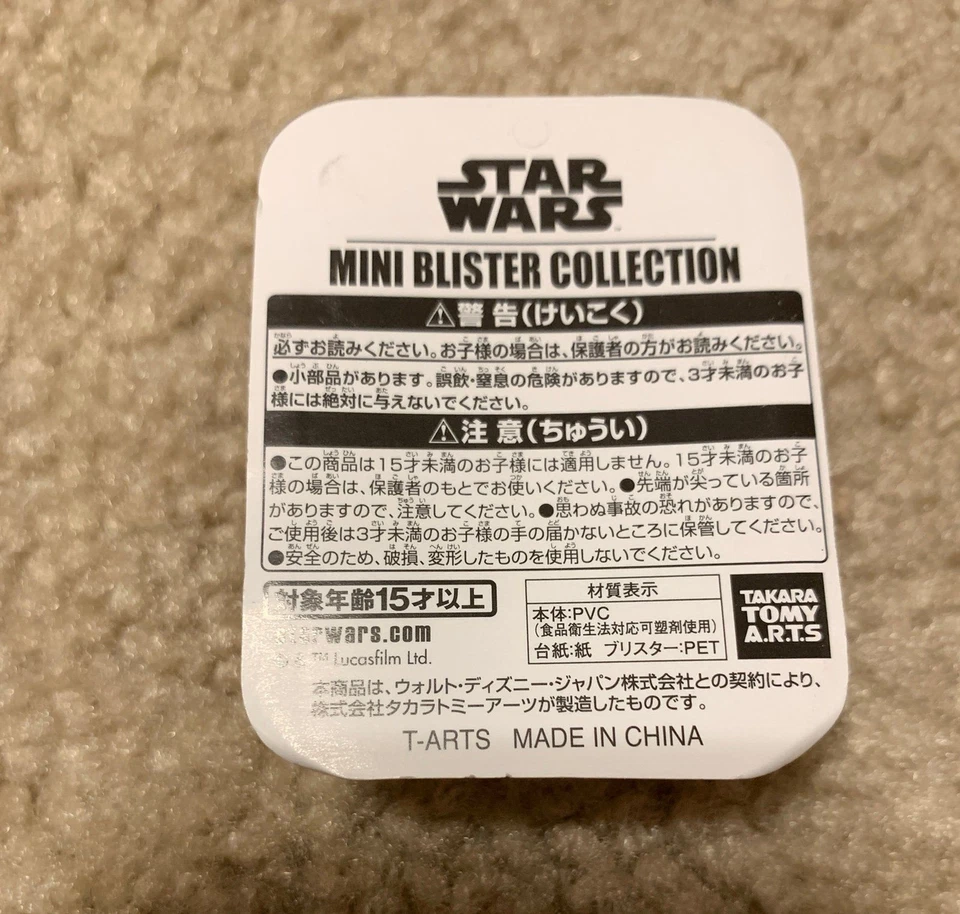 STAR
WARS
MINI BLISTER COLLECTION
⚠警告(けいこく)
必ずお読みください。お子様の場合は、保護者の方がお読みください。
●小部品があります。誤飲・窒息の危険がありますので、3才未満のお子
様には絶対に与えないでください。
⚠注意(ちゅうい)
●この商品は15才未満のお子様には適用しません。15才未満のお子
様の場合は、保護者のもとでお使いください。●先端が尖っている箇所
がありますので、注意してください。●思わぬ事故の恐れがありますので、
ご使用後は3才未満のお子様の手の届かないところに保管してください。
●安全のため、破損、変形したものを使用しないでください。
対象年齢15才以上
starwars.com
© & ™ Lucasfilm Ltd.
材質表示
本体:PVC
(食品衛生法対応可塑剤使用)
台紙:紙 ブリスター:PET
TAKARA
TOMY
A.R.T.S
本商品は、ウォルト・ディズニー・ジャパン株式会社との契約により、
株式会社タカラトミーアーツが製造したものです。
T-ARTS MADE IN CHINA